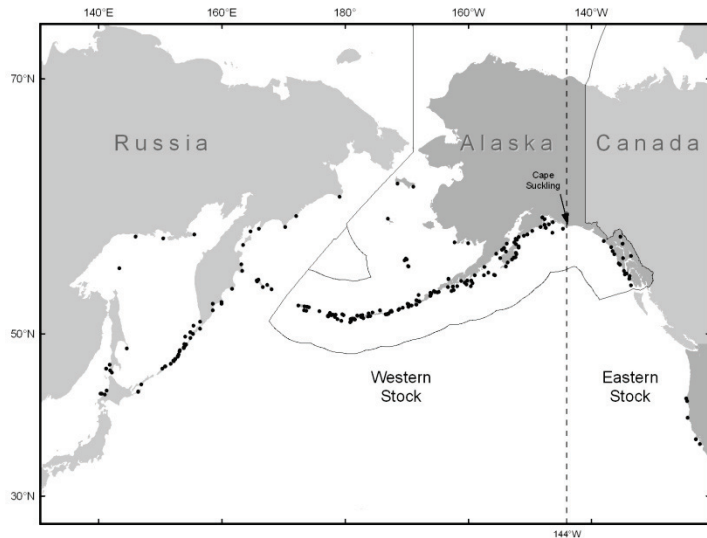 140°E 160°E 180° 160°W 140°W
70°N
Russia Alaska Canada
Cape
Suckling
50°N
Western
Stock
Eastern
Stock
30°N
144°W